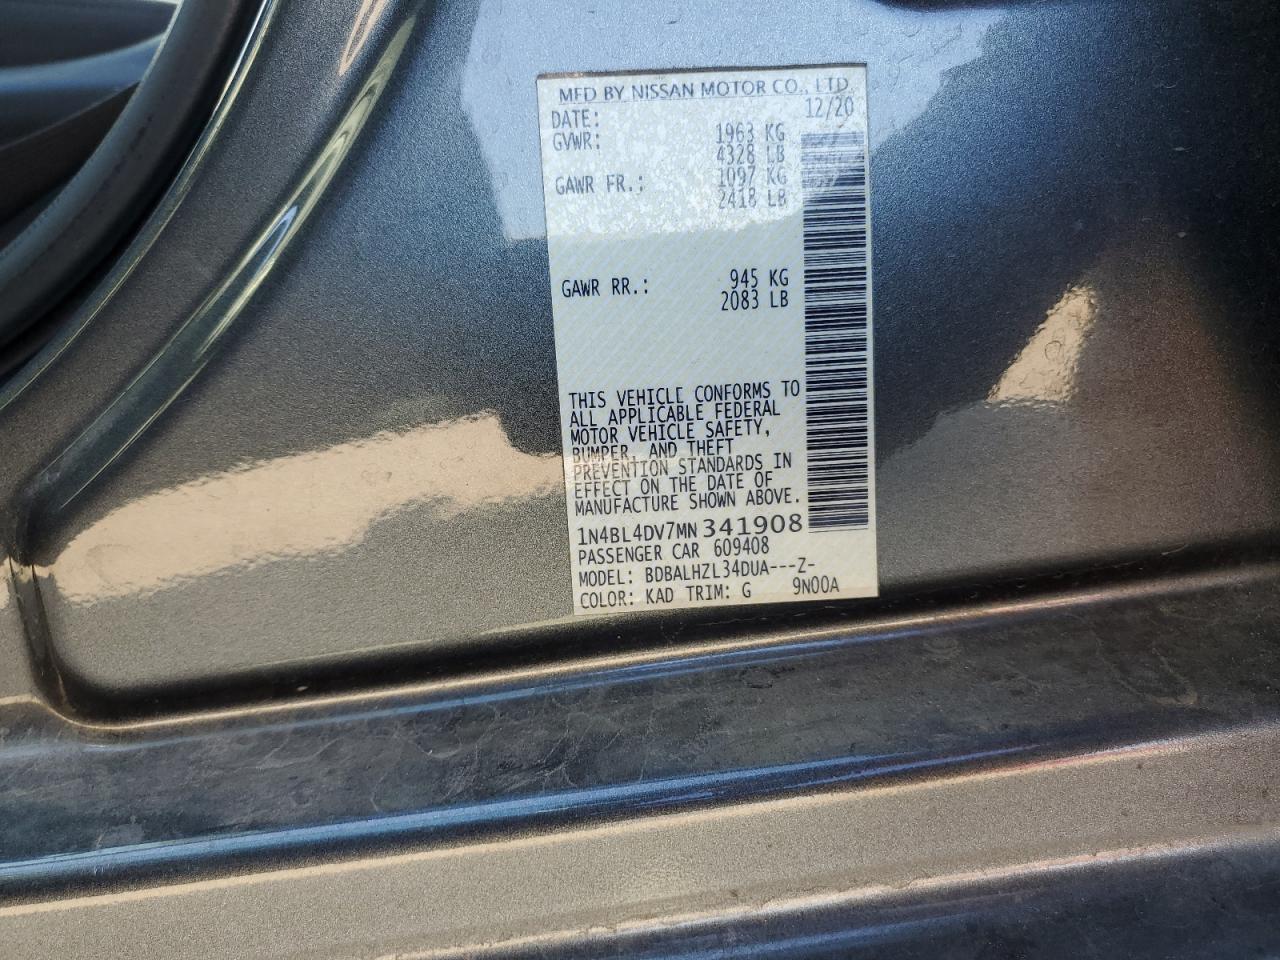 MFD BY NISSAN MOTOR CO., LTD
DATE: 12/20
GVWR: 1963 KG
4328 LB
GAWR FR.: 1097 KG
2418 LB
GAWR RR.: 945 KG
2083 LB
THIS VEHICLE CONFORMS TO
ALL APPLICABLE FEDERAL
MOTOR VEHICLE SAFETY,
BUMPER, AND THEFT
PREVENTION STANDARDS IN
EFFECT ON THE DATE OF
MANUFACTURE SHOWN ABOVE.
1N4BL4DV7MN341908
PASSENGER CAR 609408
MODEL: BDBALHZL34DUA---Z-
COLOR: KAD TRIM: G 9N00A